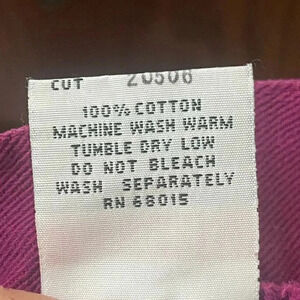 CUT 20506
100% COTTON
MACHINE WASH WARM
TUMBLE DRY LOW
DO NOT BLEACH
WASH SEPARATELY
RN 68015